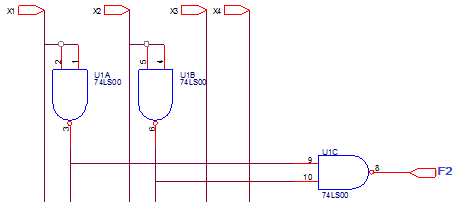 X1 X2 X3 X4
2 1 5 4
U1A U1B
74LS00 74LS00
3 6
U1C
9 8 F2
10
74LS00